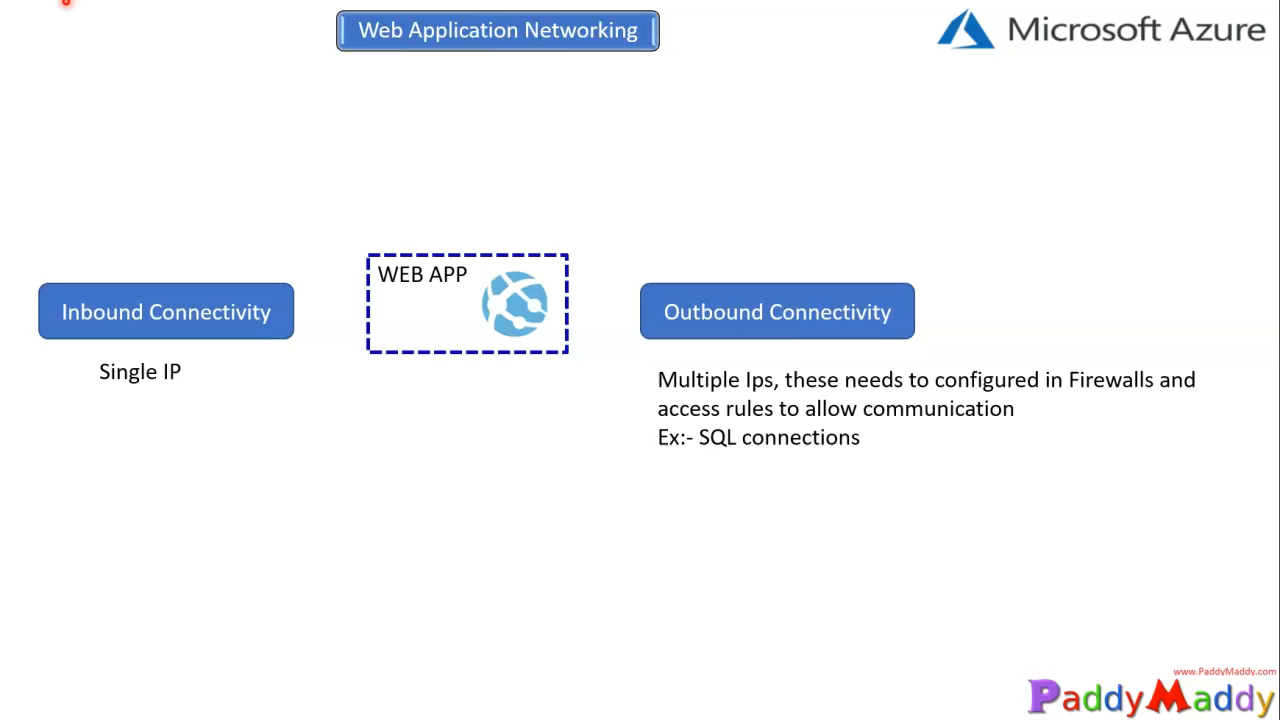 Web Application Networking
Microsoft Azure
WEB APP
Inbound Connectivity
Single IP
Outbound Connectivity
Multiple Ips, these needs to configured in Firewalls and
access rules to allow communication
Ex:- SQL connections
www.PaddyMaddy.com
PaddyMaddy